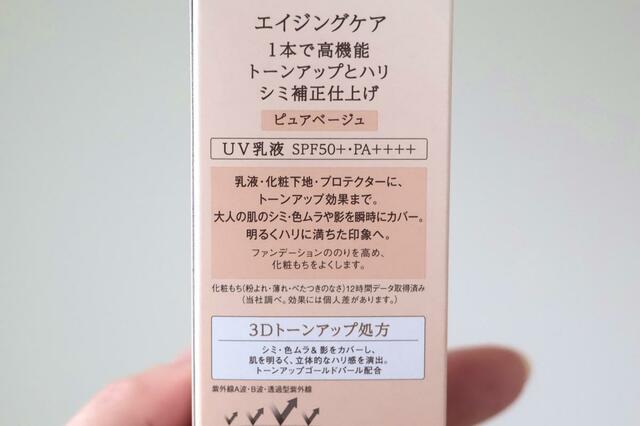 エイジングケア
1本で高機能
トーンアップとハリ
シミ補正仕上げ
ピュアベージュ
UV乳液 SPF50+・PA++++
乳液・化粧下地・プロテクターに、
トーンアップ効果まで。
大人の肌のシミ・色ムラや影を瞬時にカバー。
明るくハリに満ちた印象へ。
ファンデーションののりを高め、
化粧もちをよくします。
化粧もち(粉よれ・薄れ・べたつきのなさ)12時間データ取得済み
(当社調べ。効果には個人差があります。)
3Dトーンアップ処方
シミ・色ムラ&影をカバーし、
肌を明るく、立体的なハリ感を演出。
トーンアップゴールドパール配合
紫外線A波・B波・透過型紫外線